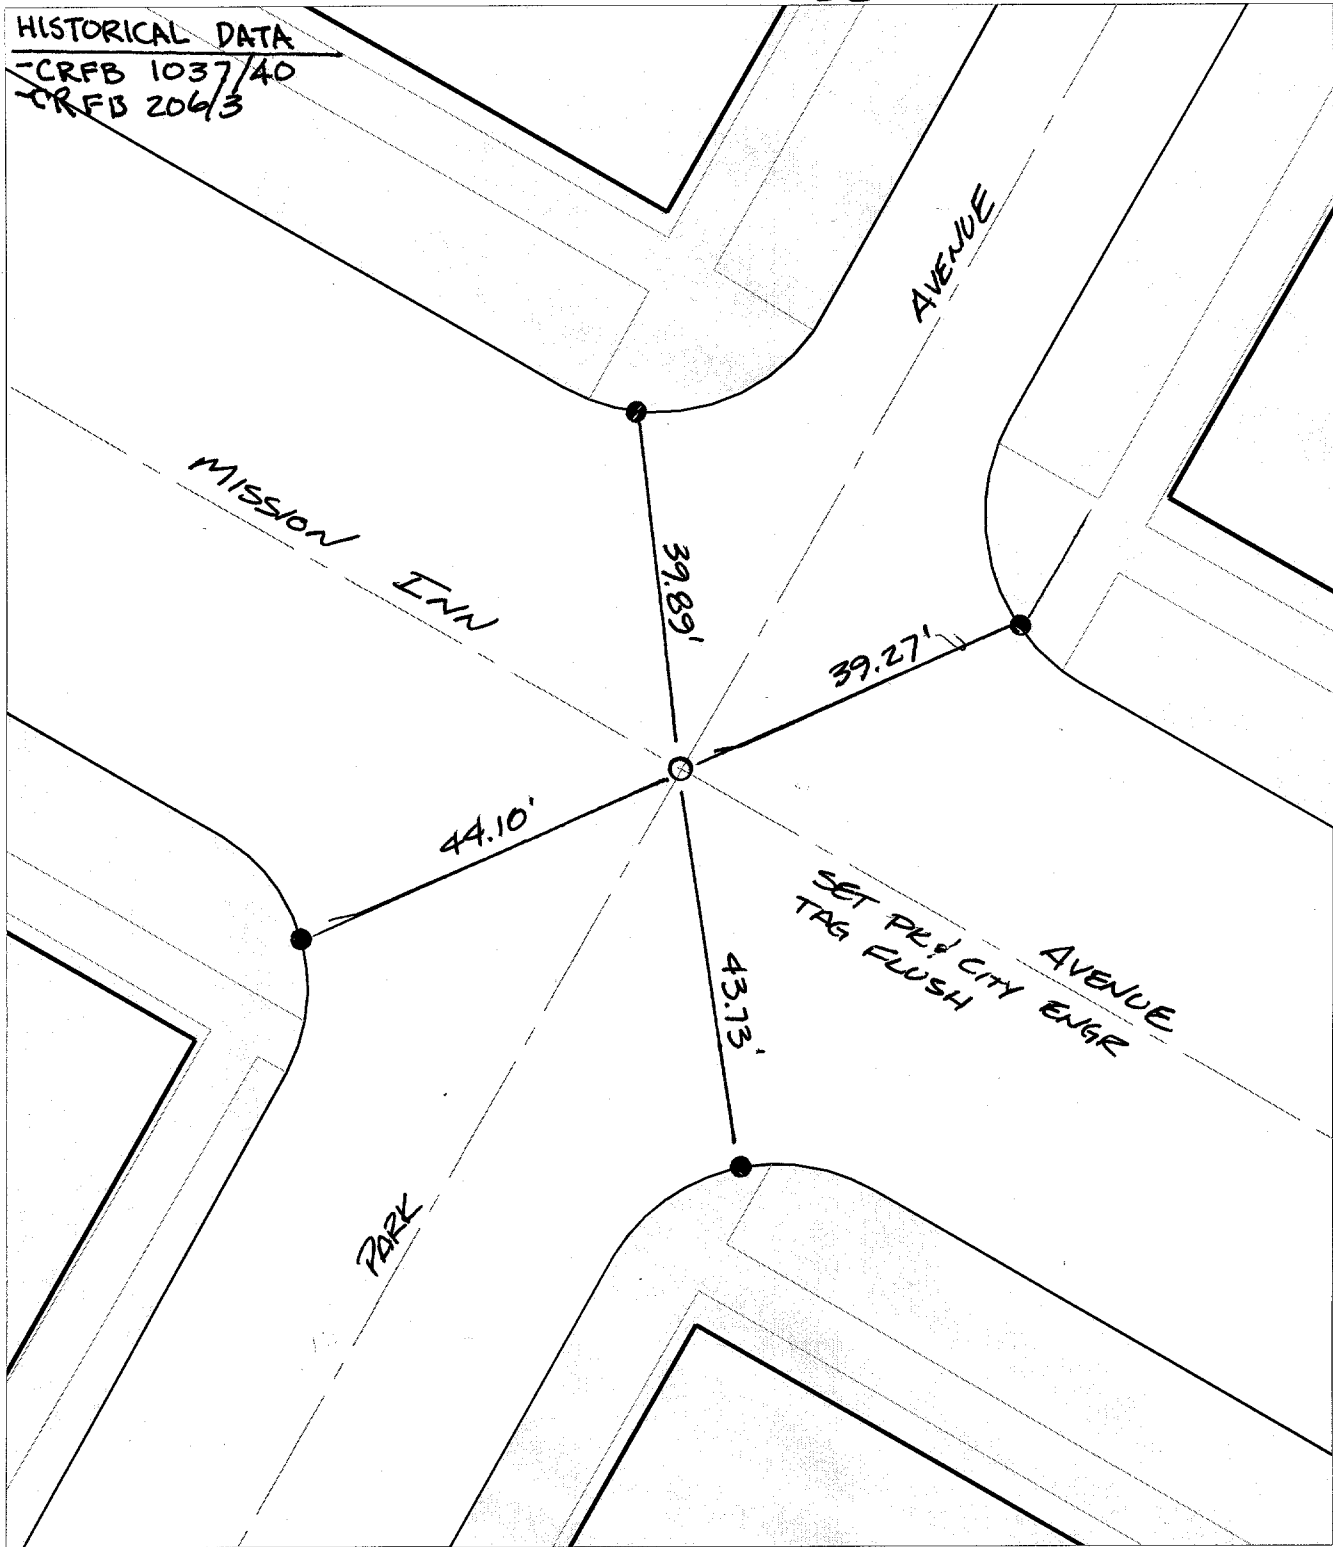 HISTORICAL DATA
-CRFB 1037/40
-CRFB 206/3
AVENUE
MISSION INN
39.89'
39.27'
44.10'
SET PK & CITY ENGR
TAG FLUSH
AVENUE
43.73'
PARK